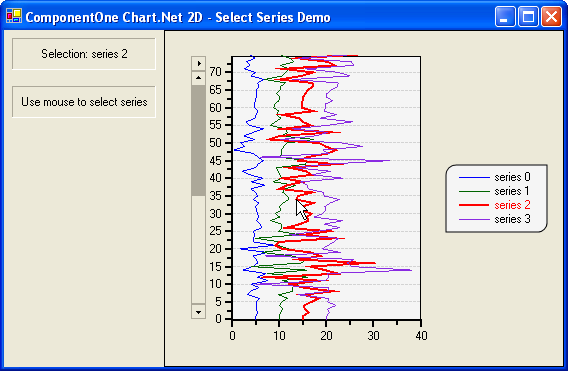 ComponentOne Chart.Net 2D - Select Series Demo
Selection: series 2
Use mouse to select series
70
65
60
55
50
45
40
35
30
25
20
15
10
5
0
0 10 20 30 40
series 0
series 1
series 2
series 3